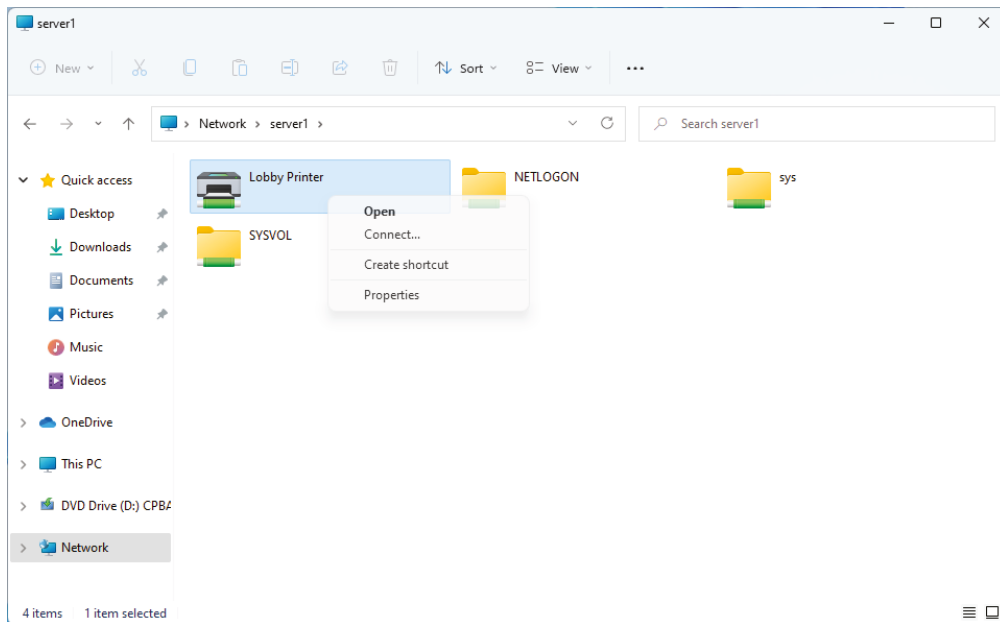 server1
New
Sort
View
Network > server1 >
Search server1
Quick access
Desktop
Downloads
Documents
Pictures
Music
Videos
OneDrive
This PC
DVD Drive (D:) CPBA
Network
Lobby Printer
NETLOGON
sys
SYSVOL
Open
Connect...
Create shortcut
Properties
4 items 1 item selected